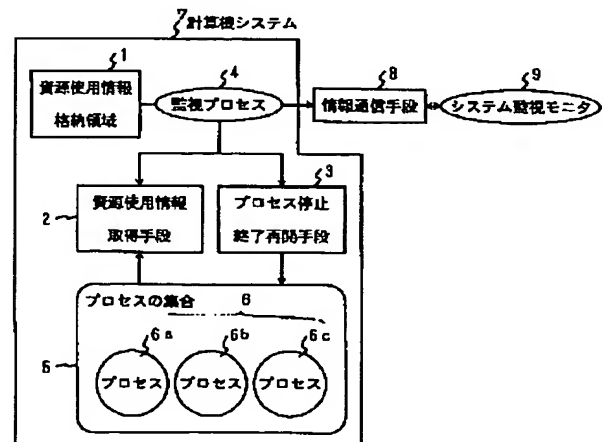 7 計算機システム
1
資源使用情報
格納領域
4
監視プロセス
8
情報通信手段
9
システム監視モニタ
2
資源使用情報
取得手段
3
プロセス停止
終了再開手段
5
プロセスの集合 6
6a
プロセス
6b
プロセス
6c
プロセス